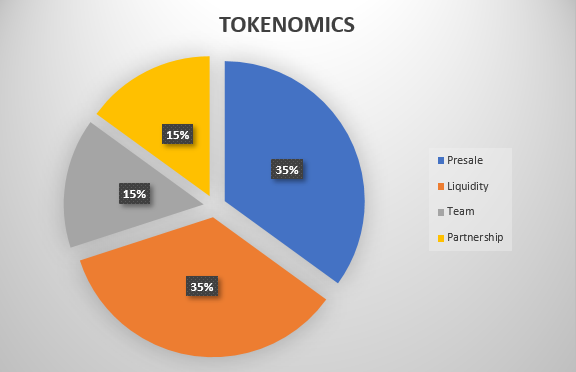 TOKENOMICS
15%
35%
15%
35%
Presale
Liquidity
Team
Partnership